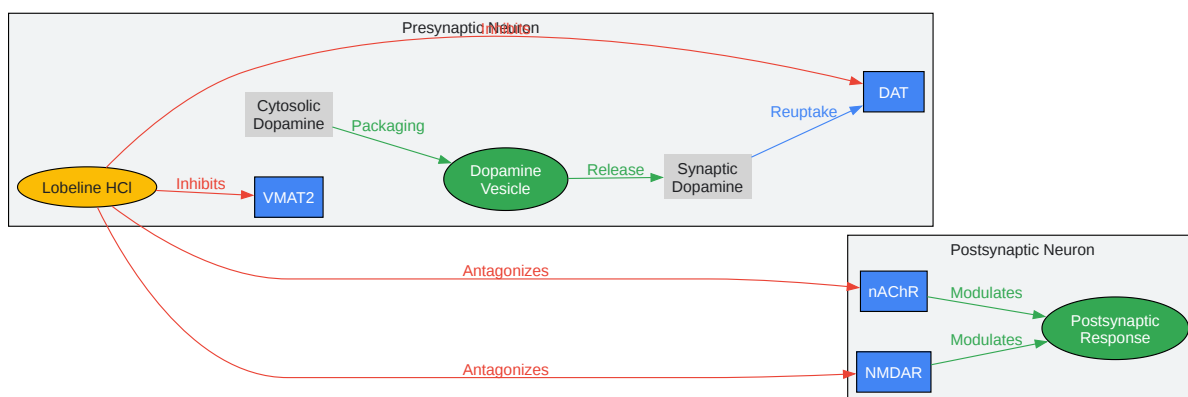 Presynaptic Neuron
Inhibits
Cytosolic
Dopamine
DAT
Reuptake
Packaging
Dopamine
Vesicle
Release
Synaptic
Dopamine
Lobeline HCl
Inhibits
VMAT2
Postsynaptic Neuron
Antagonizes
nAChR
Modulates
Postsynaptic
Response
Modulates
Antagonizes
NMDAR